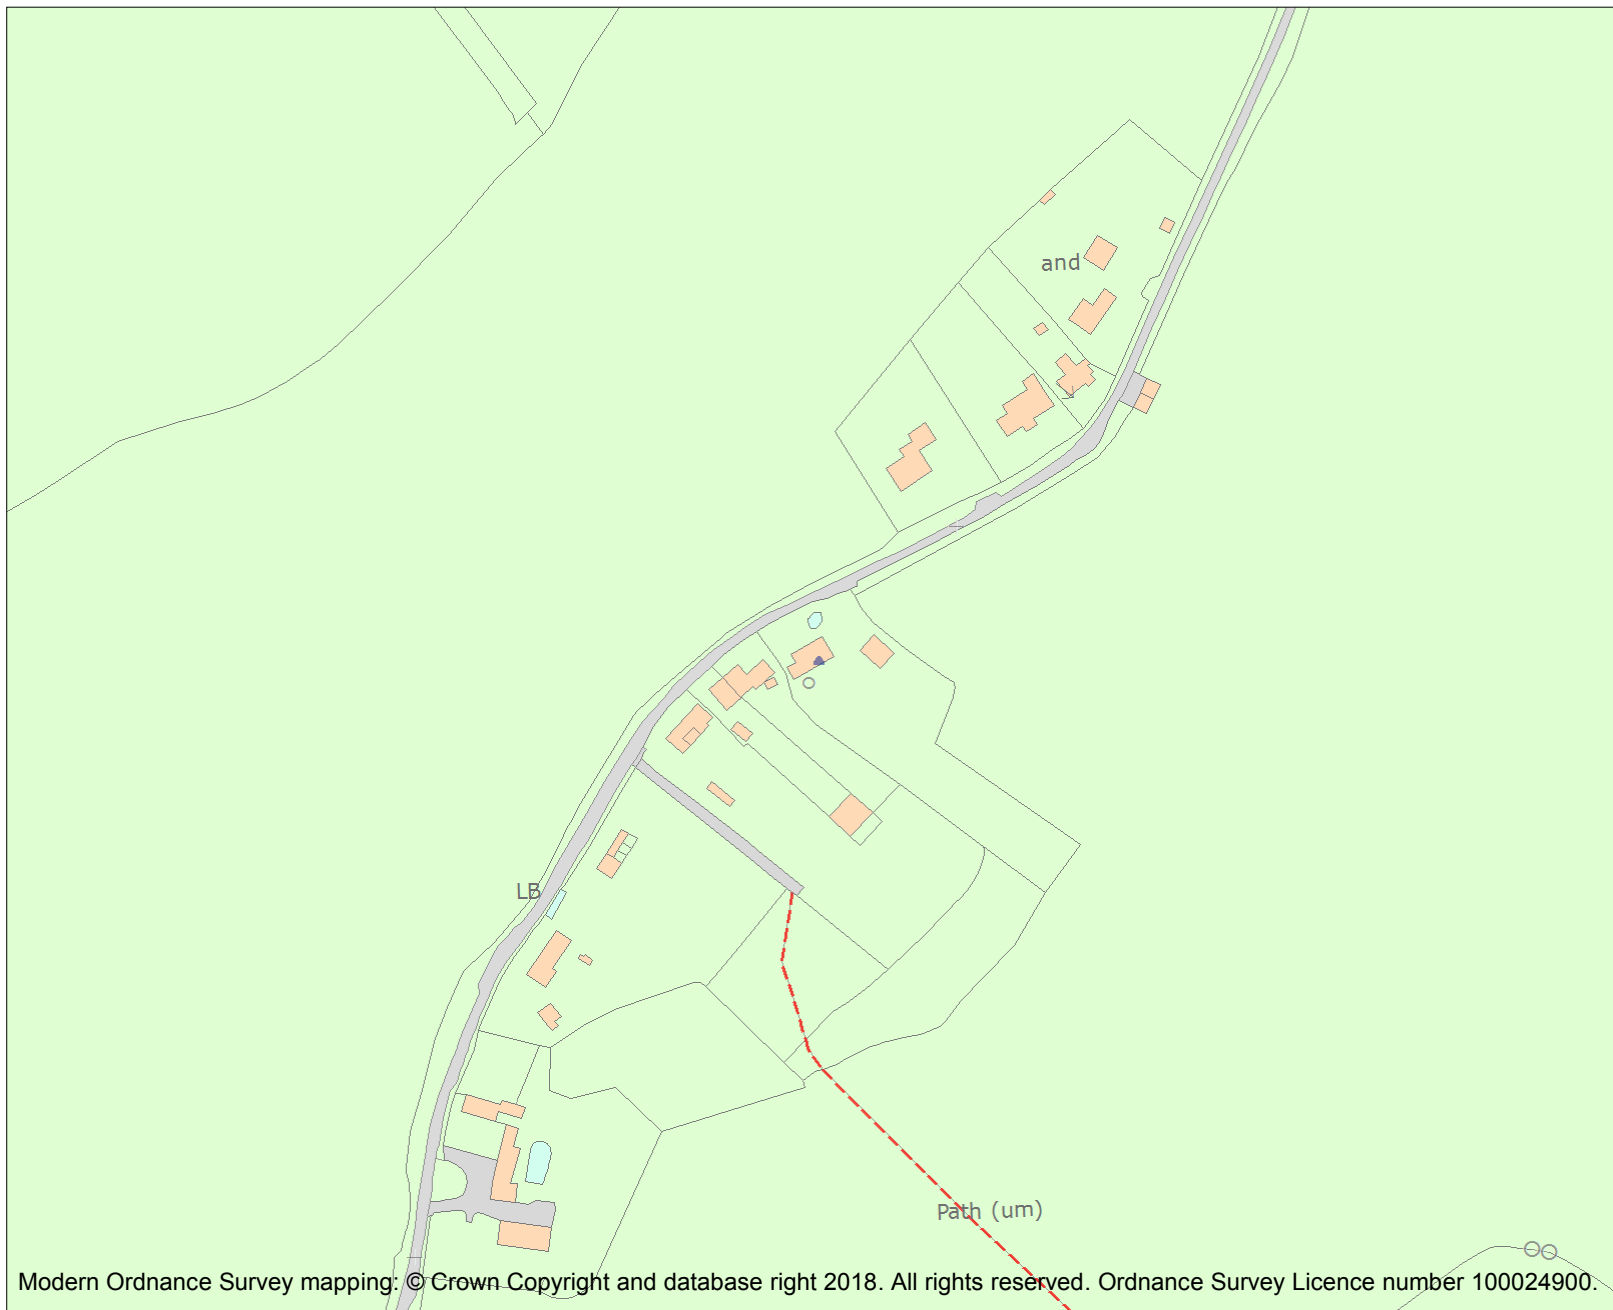 and
LB
Path (um)
Modern Ordnance Survey mapping: © Crown Copyright and database right 2018. All rights reserved. Ordnance Survey Licence number 100024900.